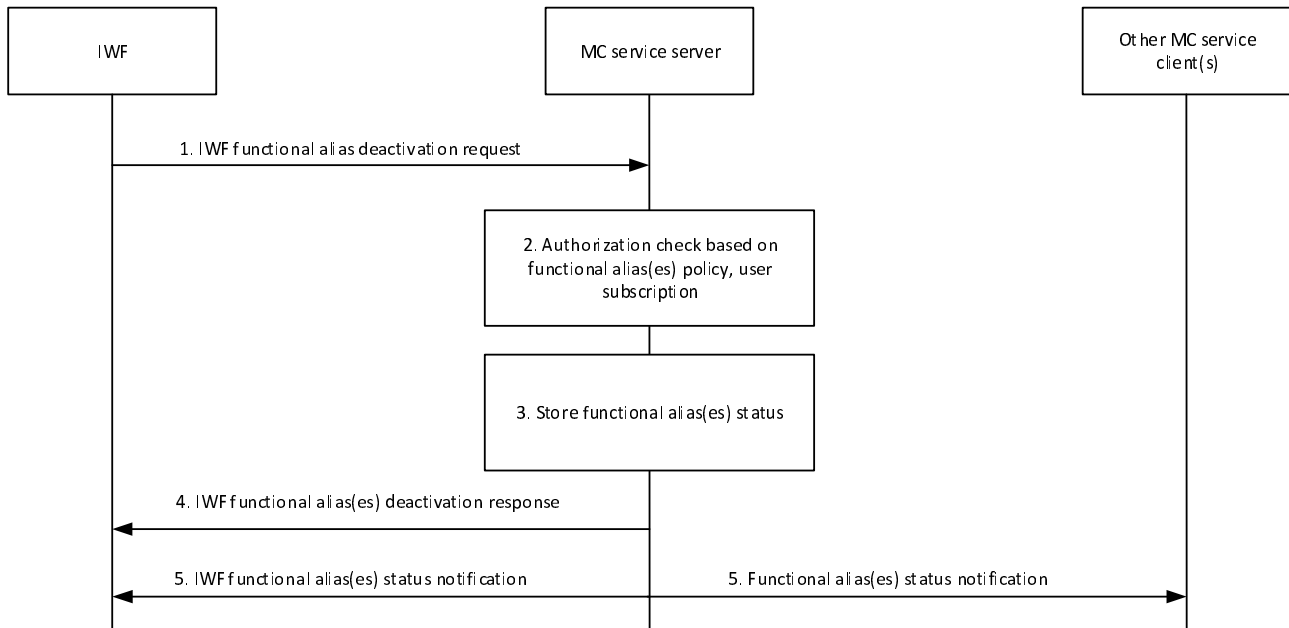 IWF
MC service server
Other MC service
client(s)
1. IWF functional alias deactivation request
2. Authorization check based on
functional alias(es) policy, user
subscription
3. Store functional alias(es) status
4. IWF functional alias(es) deactivation response
5. IWF functional alias(es) status notification
5. Functional alias(es) status notification